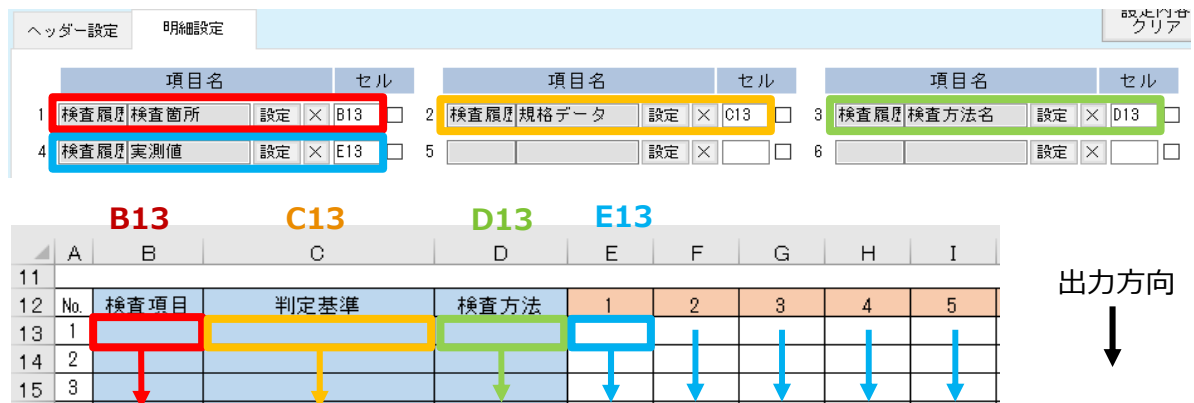 ヘッダー設定 明細設定 設定内容
クリア
項目名 セル 項目名 セル 項目名 セル
1 検査履歴 検査箇所 設定 × B13 2 検査履歴 規格データ 設定 × C13 3 検査履歴 検査方法名 設定 × D13
4 検査履歴 実測値 設定 × E13 5 設定 × 6 設定 ×
B13 C13 D13 E13
A B C D E F G H I
11
12 No. 検査項目 判定基準 検査方法 1 2 3 4 5
13 1
14 2
15 3
出力方向